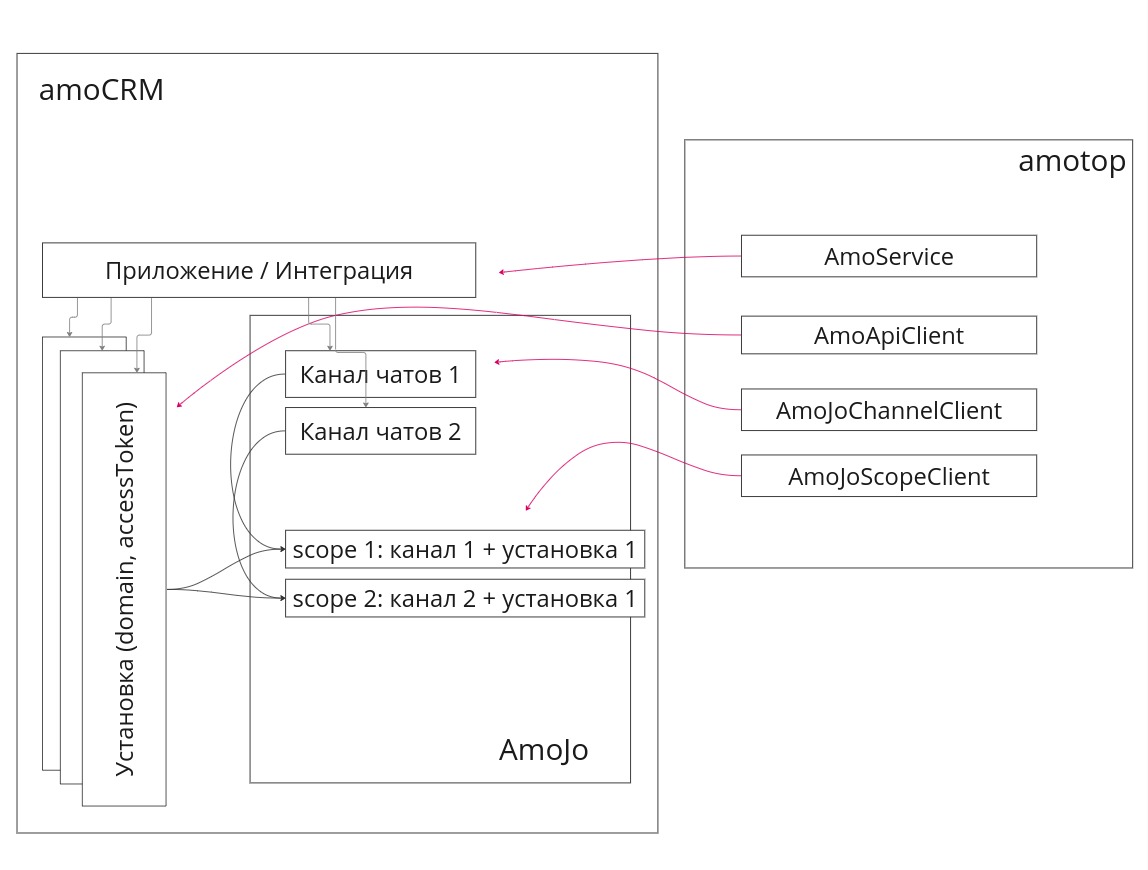 amoCRM
amotop
Приложение / Интеграция
AmoService
AmoApiClient
AmoJoChannelClient
AmoJoScopeClient
Канал чатов 1
Канал чатов 2
Установка (domain, accessToken)
scope 1: канал 1 + установка 1
scope 2: канал 2 + установка 1
AmoJo